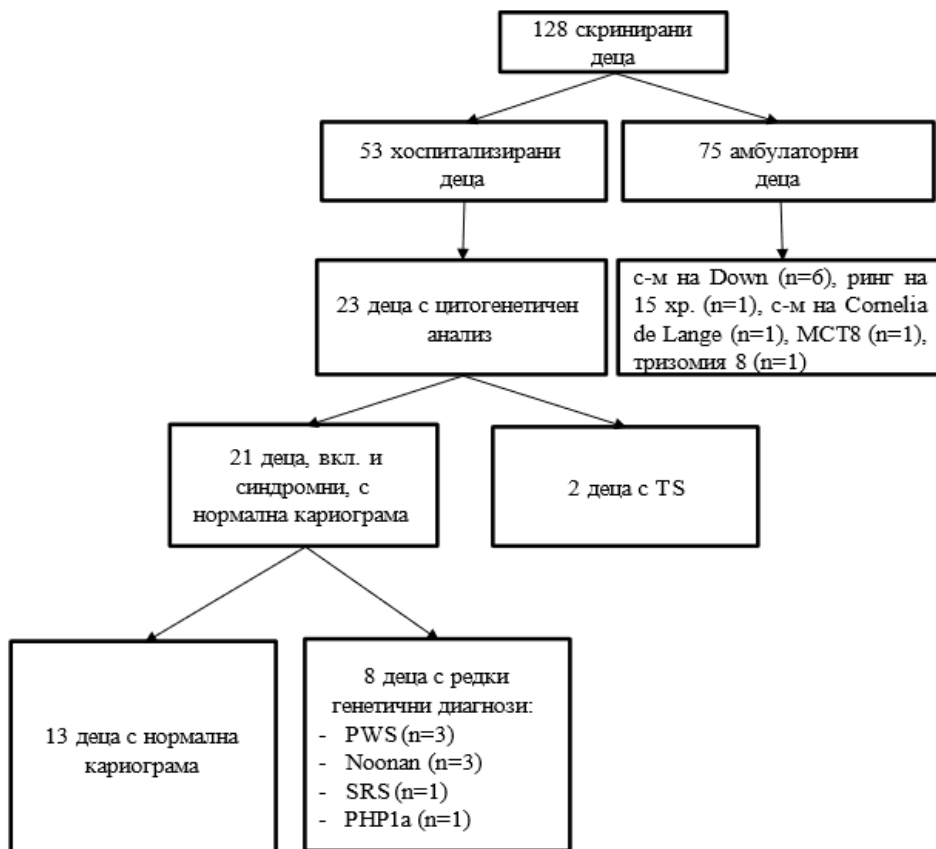 128 скринирани
деца
53 хоспитализирани
деца
75 амбулаторни
деца
23 деца с цитогенетичен
анализ
с-м на Down (n=6), ринг на
15 хр. (n=1), с-м на Cornelia
de Lange (n=1), MCT8 (n=1),
тризомия 8 (n=1)
21 деца, вкл. и
синдромни, с
нормална кариограма
2 деца с TS
13 деца с нормална
кариограма
8 деца с редки
генетични диагнози:
- PWS (n=3)
- Noonan (n=3)
- SRS (n=1)
- PHP1a (n=1)